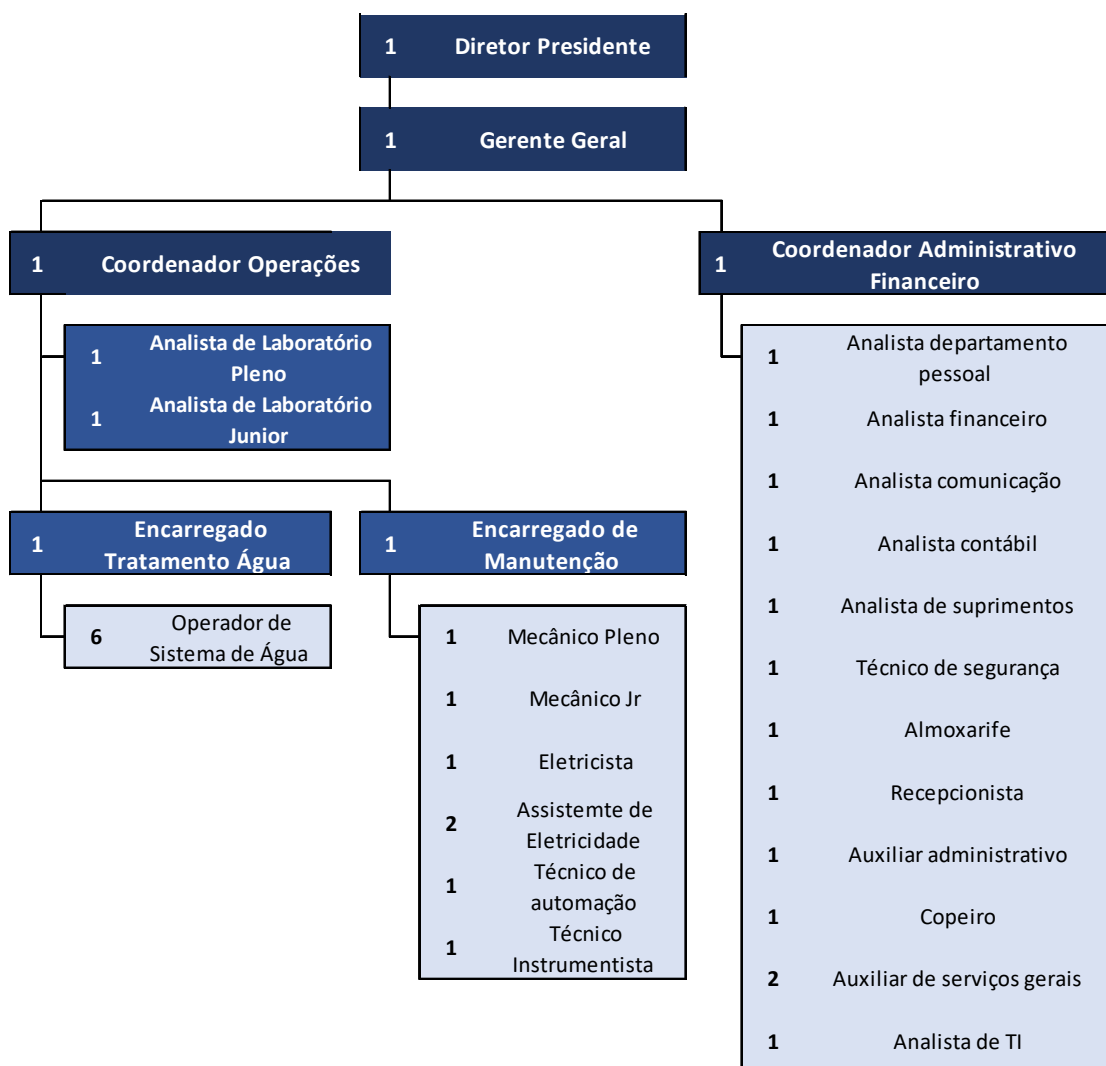 1 Diretor Presidente
1 Gerente Geral
1 Coordenador Operações
1 Coordenador Administrativo
Financeiro
1 Analista de Laboratório
Pleno
1 Analista de Laboratório
Junior
1 Encarregado
Tratamento Água
6 Operador de
Sistema de Água
1 Encarregado de
Manutenção
1 Mecânico Pleno
1 Mecânico Jr
1 Eletricista
2 Assistemte de
Eletricidade
1 Técnico de
automação
1 Técnico
Instrumentista
1 Analista departamento
pessoal
1 Analista financeiro
1 Analista comunicação
1 Analista contábil
1 Analista de suprimentos
1 Técnico de segurança
1 Almoxarife
1 Recepcionista
1 Auxiliar administrativo
1 Copeiro
2 Auxiliar de serviços gerais
1 Analista de TI